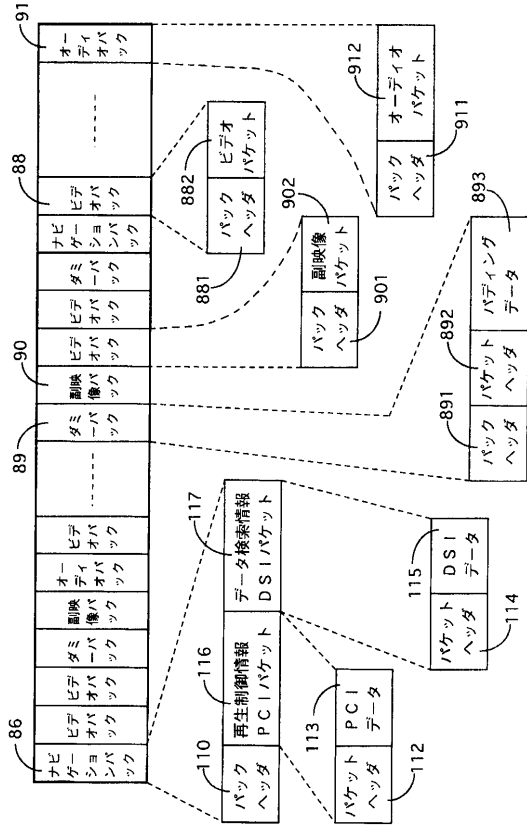 86
ナビ
ゲー
ション
パック
ビデ
オパ
ック
ビデ
オパ
ック
ダミ
ーパ
ック
副映
像パ
ック
オー
ディ
オパ
ック
ビデ
オパ
ック
89
ダミ
ーパ
ック
90
副映
像パ
ック
ビデ
オパ
ック
ビデ
オパ
ック
ダミ
ーパ
ック
ナビ
ゲー
ション
パック
88
ビデ
オパ
ック
91
オー
ディ
オパ
ック
110
パック
ヘッダ
116
再生制御情報
PCIパケット
117
データ検索情報
DSIパケット
112
パケット
ヘッダ
113
PCI
データ
114
パケット
ヘッダ
115
DSI
データ
891
パック
ヘッダ
892
パケット
ヘッダ
893
パディング
データ
901
パック
ヘッダ
902
副映像
パケット
881
パック
ヘッダ
882
ビデオ
パケット
911
パック
ヘッダ
912
オーディオ
パケット